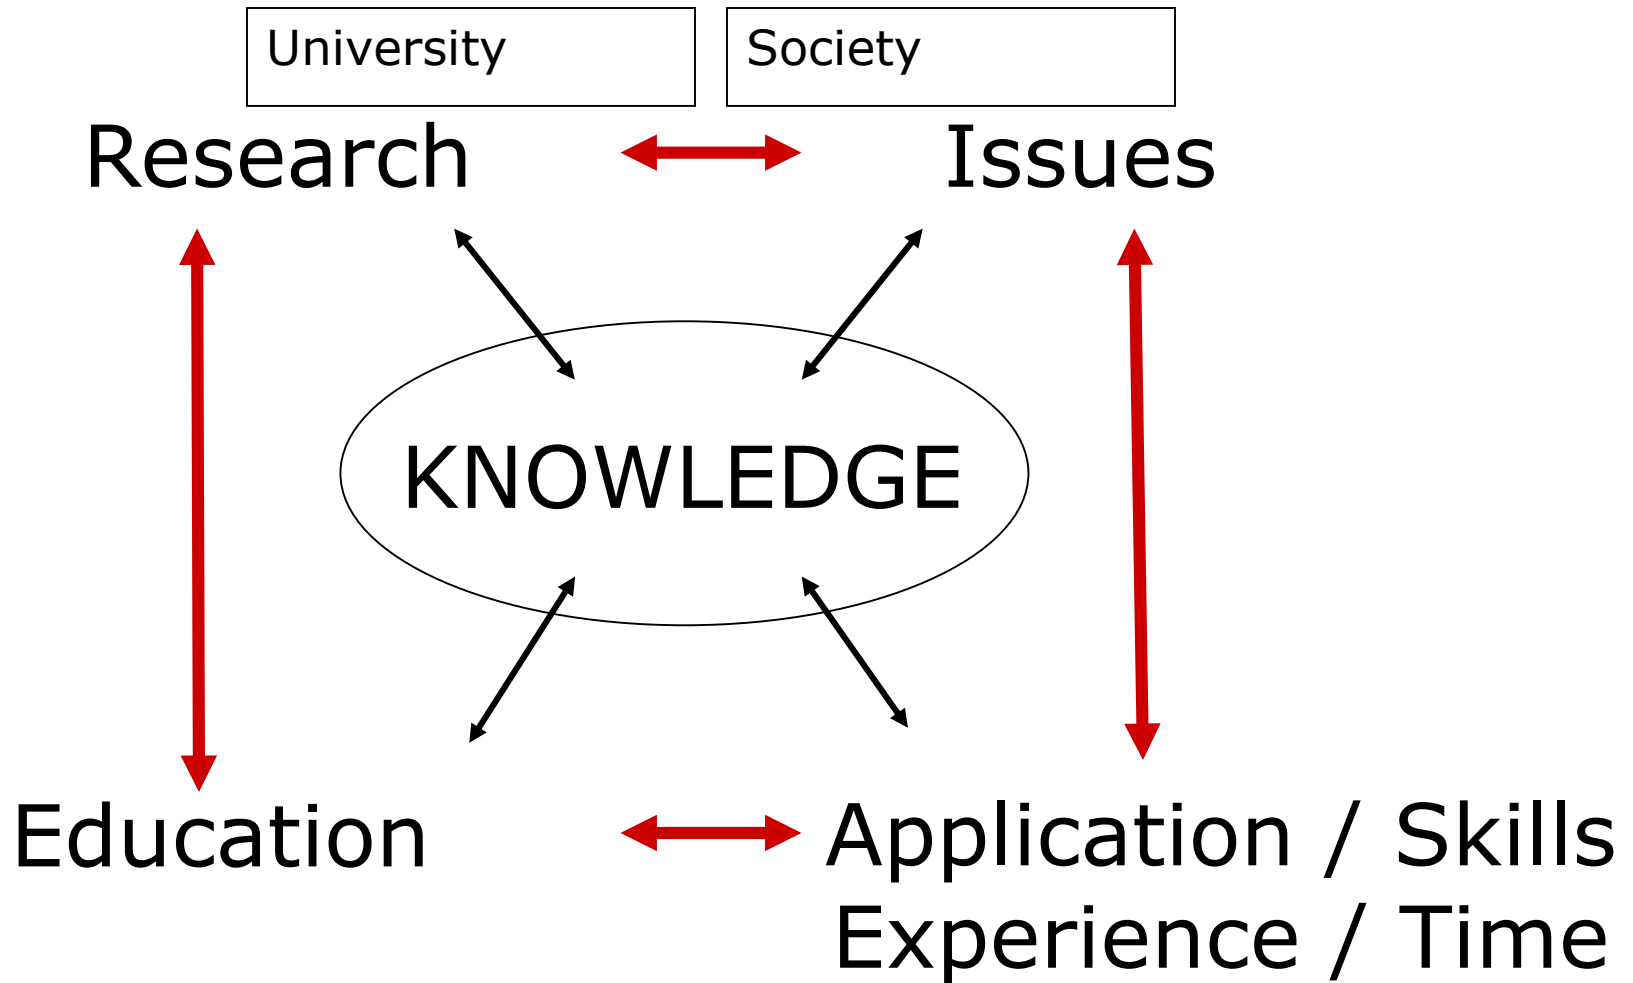 University
Society
Research
Issues
KNOWLEDGE
Education
Application / Skills
Experience / Time